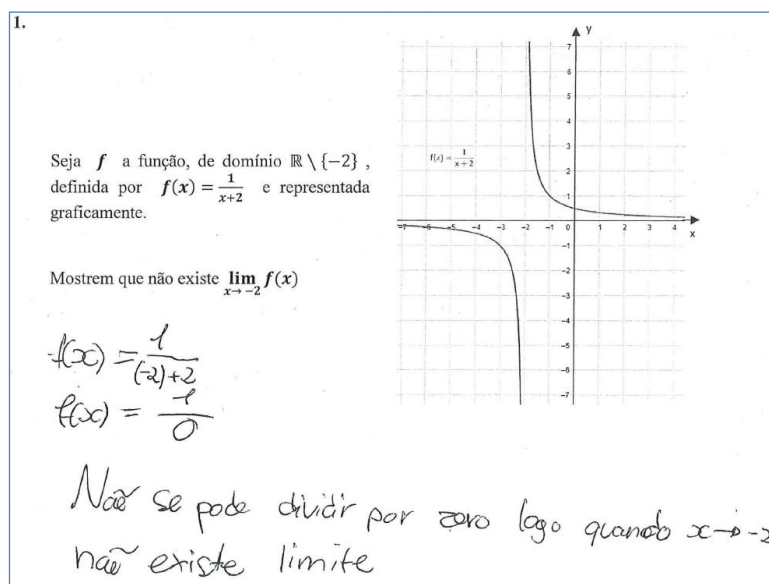 1.
Seja f a função, de domínio ℝ \ {−2} ,
definida por f(x) = 1/(x+2) e representada
graficamente.
Mostrem que não existe lim x→−2 f(x)
y
7
6
5
4
3
2
1
f(x) = 1/(x+2)
-7 -6 -5 -4 -3 -2 -1 0 1 2 3 4
x
-1
-2
-3
-4
-5
-6
-7
f(x) = 1/((-2)+2)
f(x) = 1/0
Não se pode dividir por zero logo quando x→-2
não existe limite